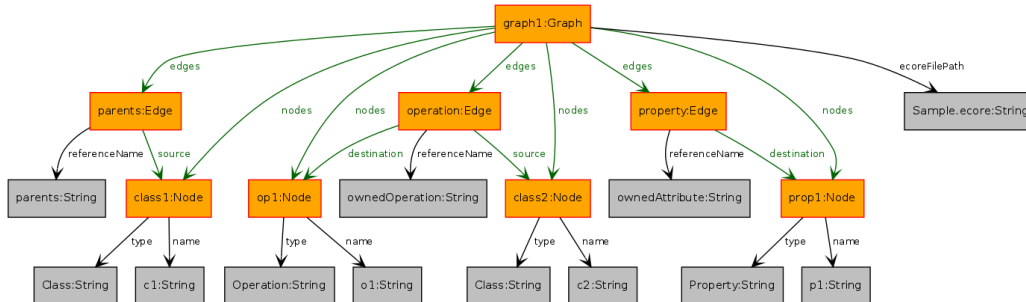 graph1:Graph
edges
nodes
nodes
edges
nodes
edges
nodes
ecoreFilePath
parents:Edge
operation:Edge
property:Edge
Sample.ecore:String
referenceName
source
destination
referenceName
source
referenceName
destination
parents:String
class1:Node
op1:Node
ownedOperation:String
class2:Node
ownedAttribute:String
prop1:Node
type
name
type
name
type
name
type
name
Class:String
c1:String
Operation:String
o1:String
Class:String
c2:String
Property:String
p1:String